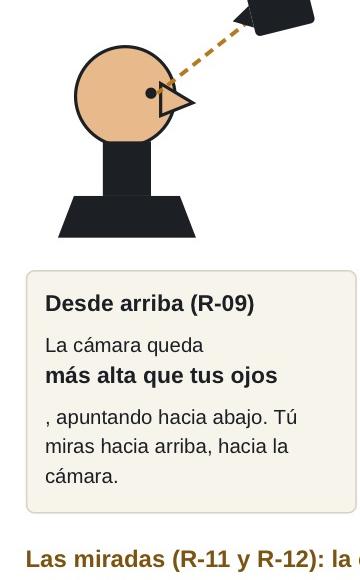 Desde arriba (R-09)
La cámara queda
más alta que tus ojos
, apuntando hacia abajo. Tú
miras hacia arriba, hacia la
cámara.
Las miradas (R-11 y R-12): la